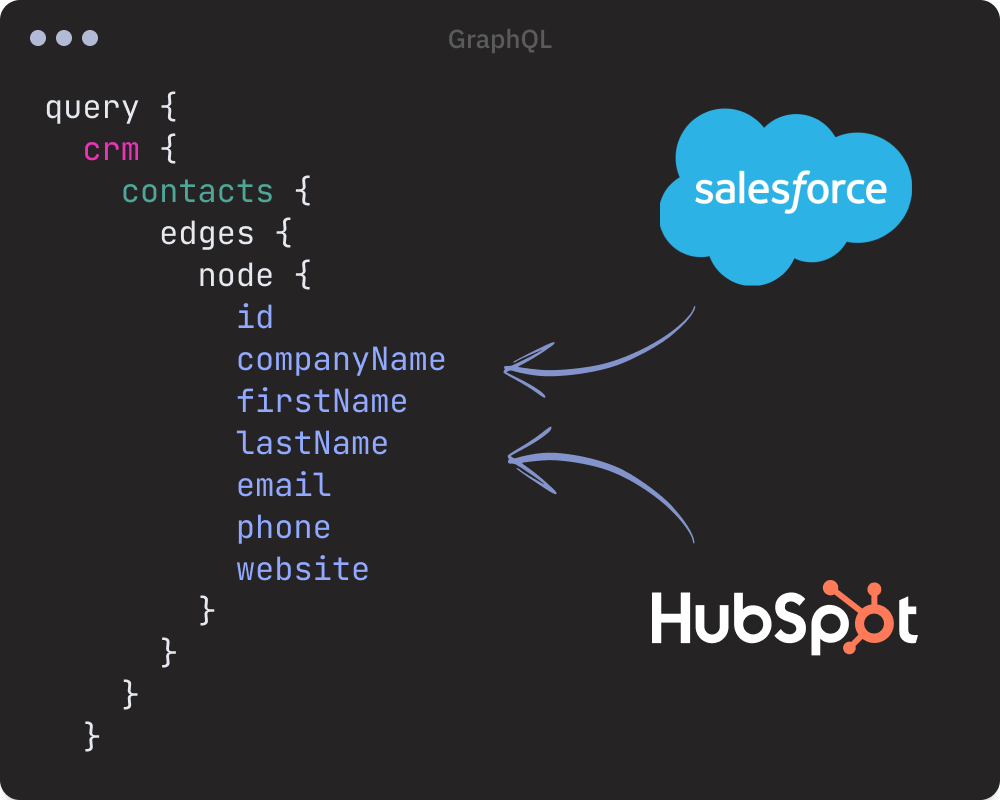 GraphQL
query {
  crm {
    contacts {
      edges {
        node {
          id
          companyName
          firstName
          lastName
          email
          phone
          website
        }
      }
    }
  }
salesforce
HubSpot